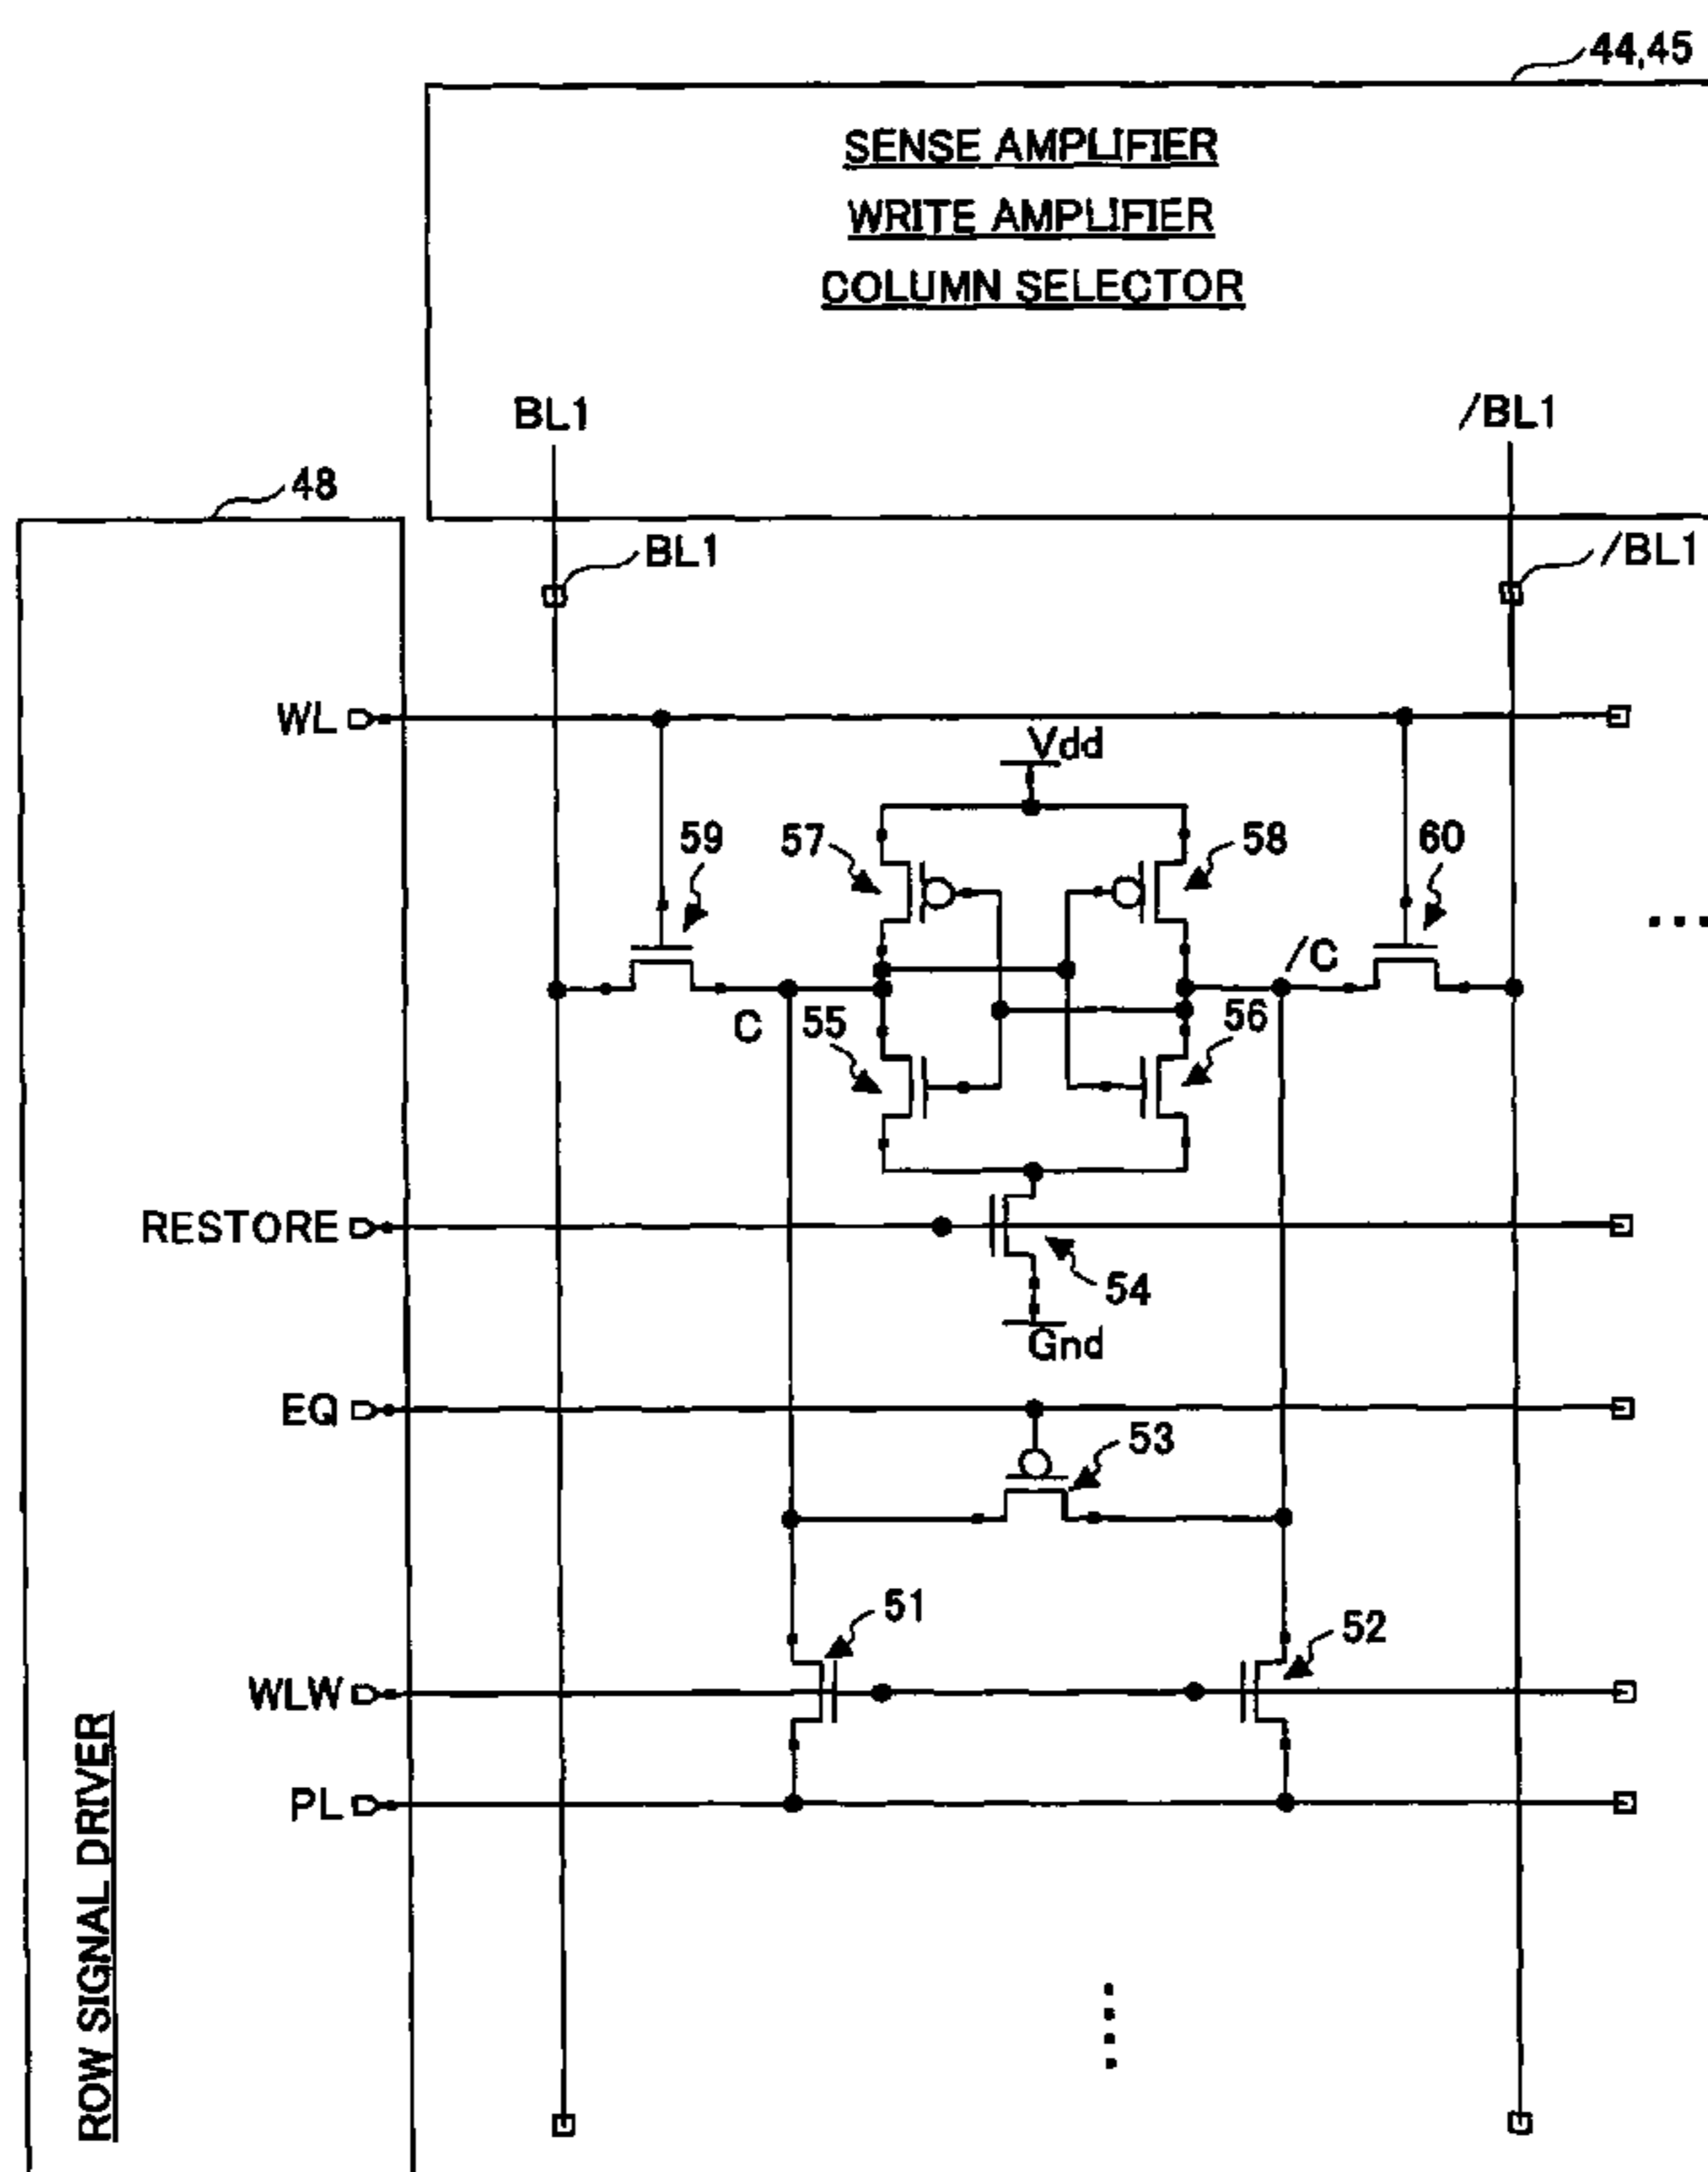 44,45
SENSE AMPLIFIER
WRITE AMPLIFIER
COLUMN SELECTOR
BL1
/BL1
48
BL1
/BL1
WL
Vdd
59
57
58
60
/C
C
55
56
RESTORE
54
Gnd
EQ
53
51
52
WLW
PL
ROW SIGNAL DRIVER